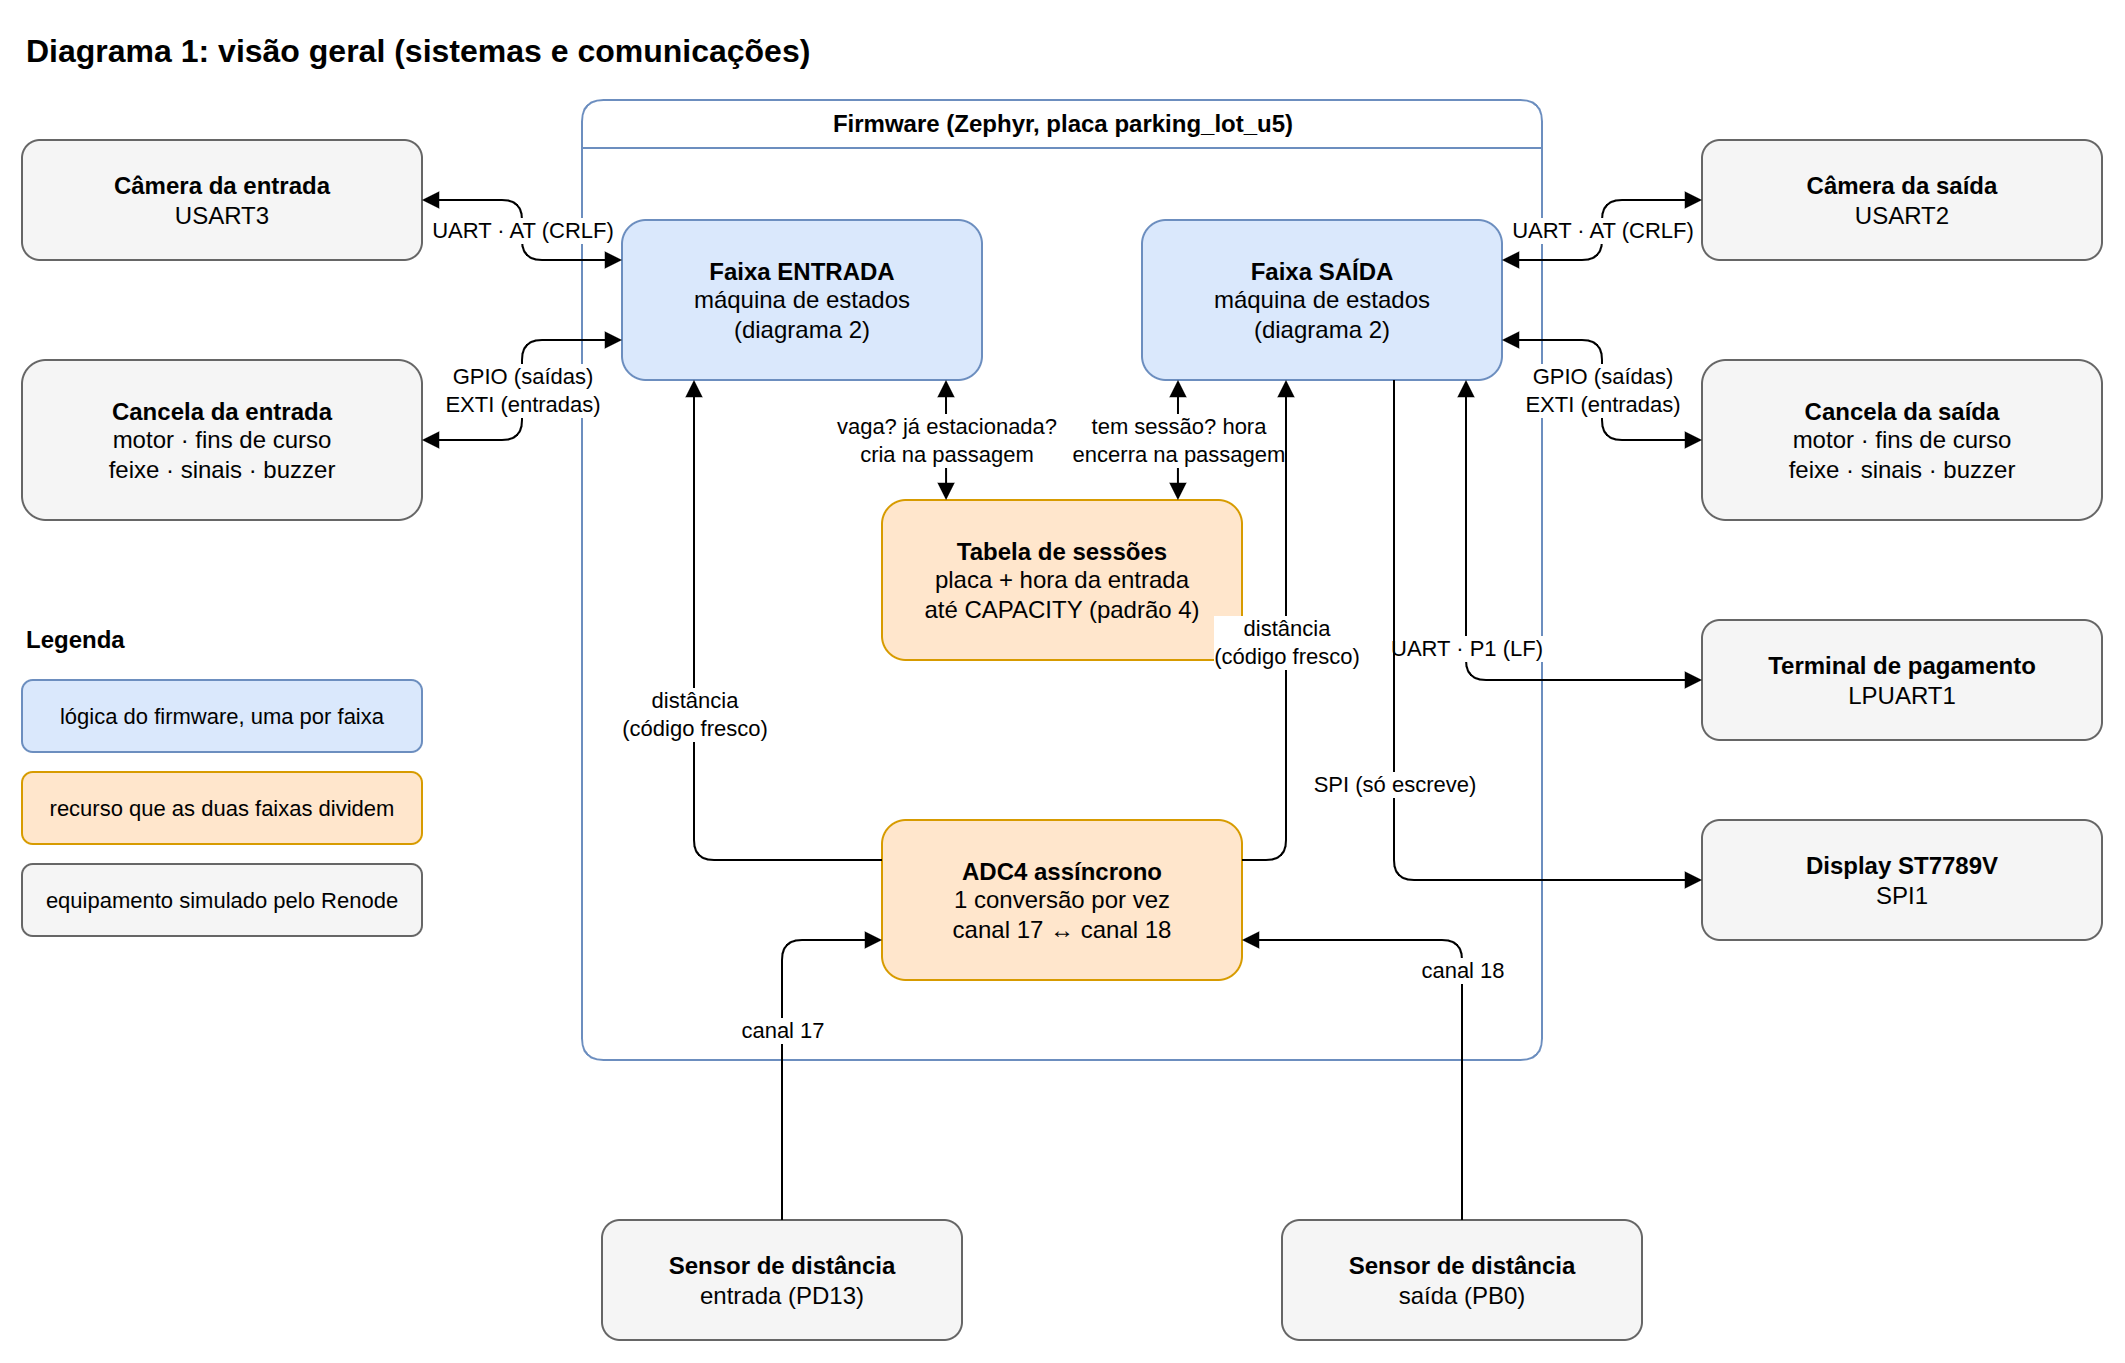 Diagrama 1: visão geral (sistemas e comunicações)
Firmware (Zephyr, placa parking_lot_u5)
Câmera da entrada
USART3
UART · AT (CRLF)
Faixa ENTRADA
máquina de estados
(diagrama 2)
Faixa SAÍDA
máquina de estados
(diagrama 2)
UART · AT (CRLF)
Câmera da saída
USART2
Cancela da entrada
motor · fins de curso
feixe · sinais · buzzer
GPIO (saídas)
EXTI (entradas)
vaga? já estacionada?
cria na passagem
tem sessão? hora
encerra na passagem
GPIO (saídas)
EXTI (entradas)
Cancela da saída
motor · fins de curso
feixe · sinais · buzzer
Tabela de sessões
placa + hora da entrada
até CAPACITY (padrão 4)
distância
(código fresco)
UART · P1 (LF)
Terminal de pagamento
LPUART1
Legenda
lógica do firmware, uma por faixa
recurso que as duas faixas dividem
equipamento simulado pelo Renode
distância
(código fresco)
SPI (só escreve)
ADC4 assíncrono
1 conversão por vez
canal 17 ↔ canal 18
Display ST7789V
SPI1
canal 18
canal 17
Sensor de distância
entrada (PD13)
Sensor de distância
saída (PB0)